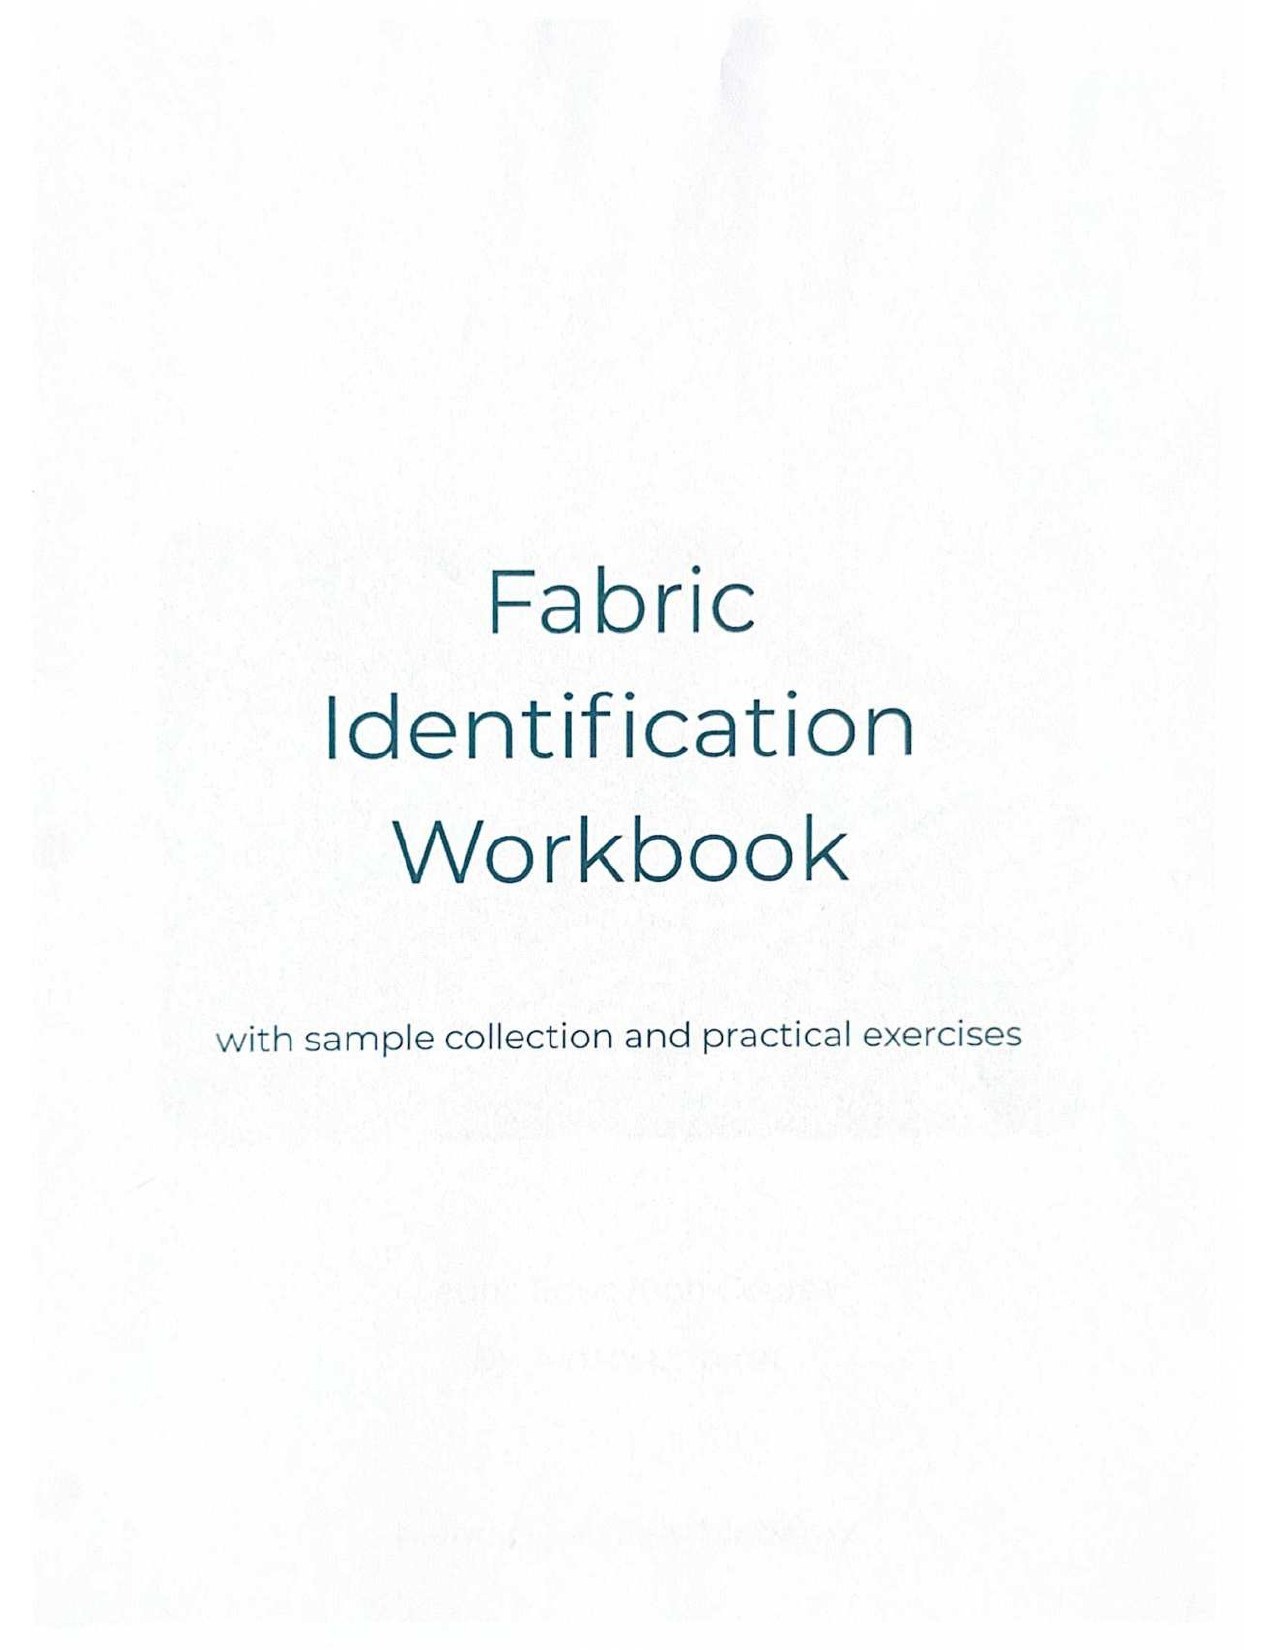 Fabric
Identification
Workbook
with sample collection and practical exercises